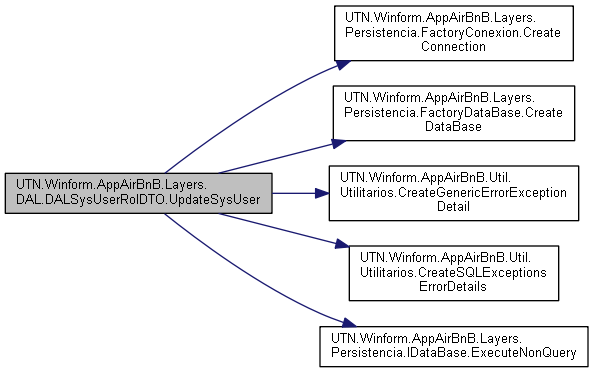 UTN.Winform.AppAirBnB.Layers.
DAL.DALSysUserRolDTO.UpdateSysUser
UTN.Winform.AppAirBnB.Layers.
Persistencia.FactoryConexion.Create
Connection
UTN.Winform.AppAirBnB.Layers.
Persistencia.FactoryDataBase.Create
DataBase
UTN.Winform.AppAirBnB.Util.
Utilitarios.CreateGenericErrorException
Detail
UTN.Winform.AppAirBnB.Util.
Utilitarios.CreateSQLExceptions
ErrorDetails
UTN.Winform.AppAirBnB.Layers.
Persistencia.IDataBase.ExecuteNonQuery